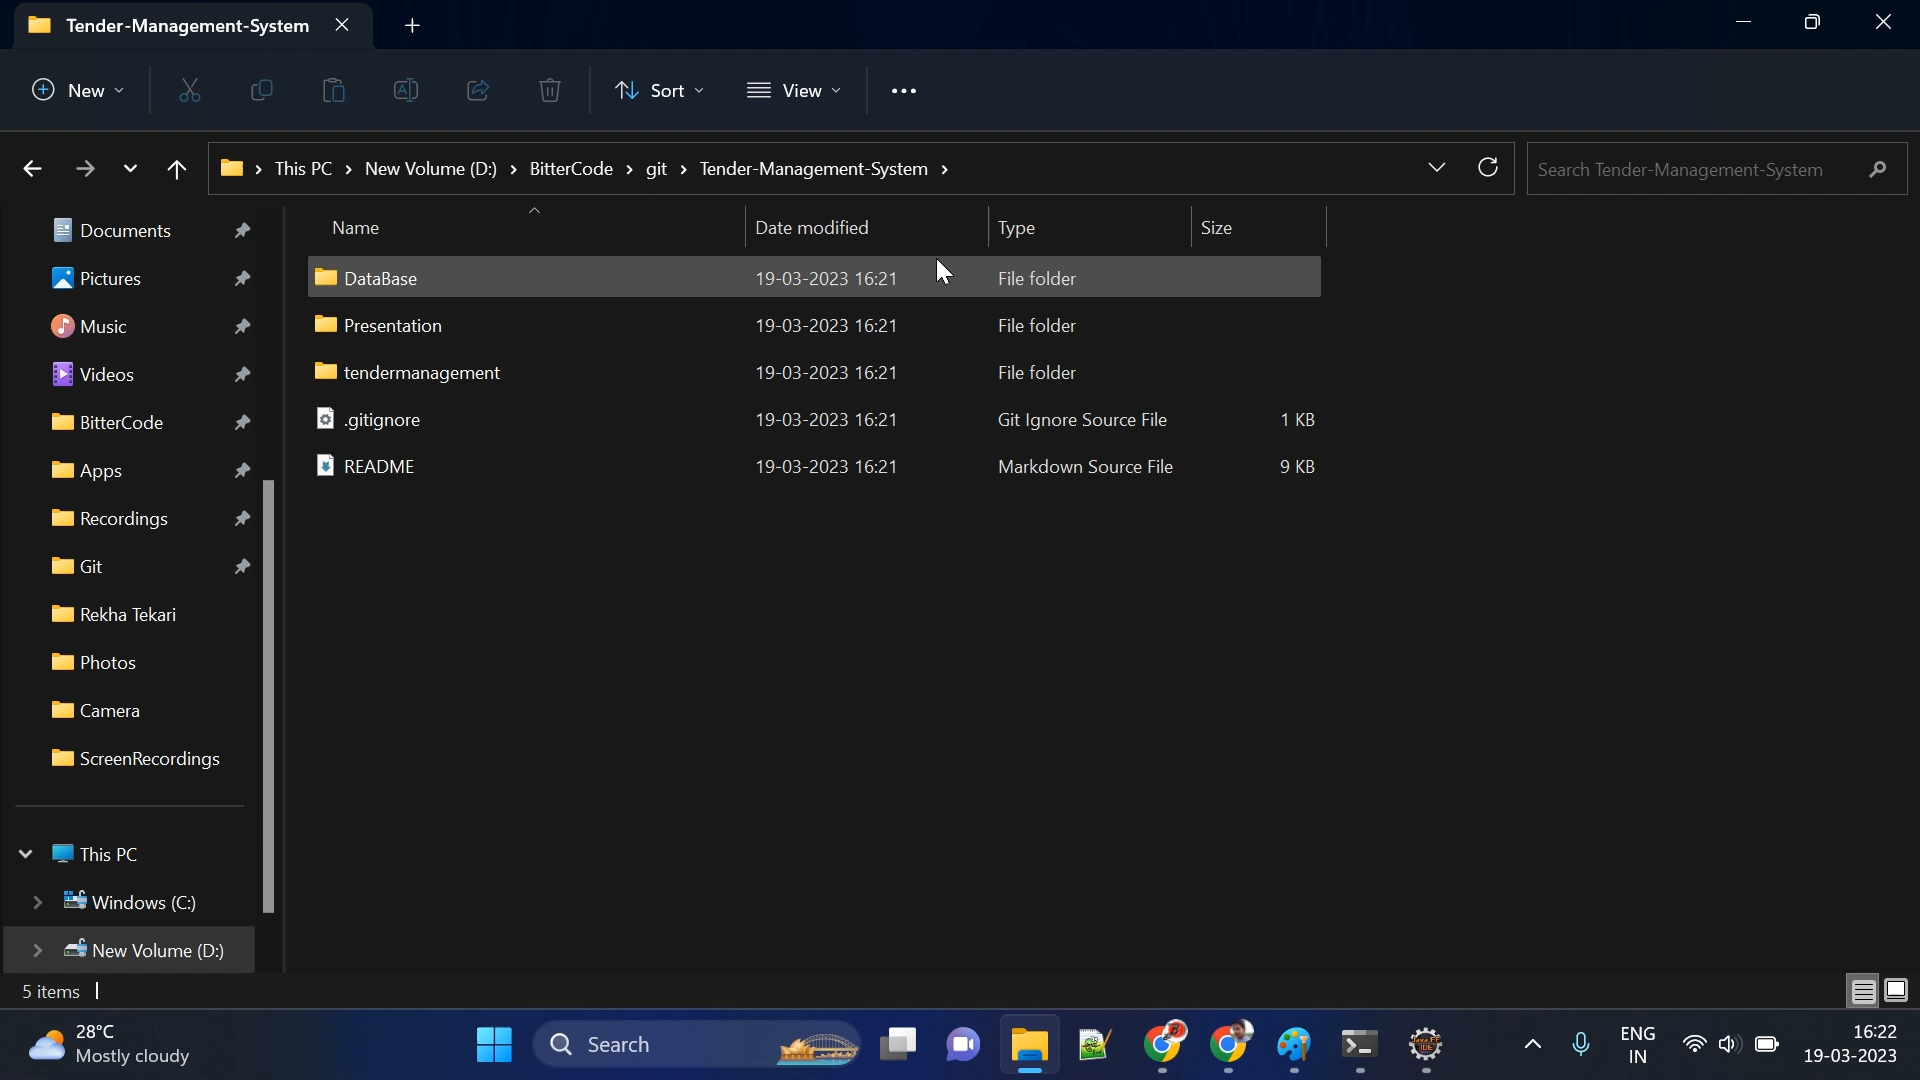 Tender-Management-System
New
Sort
View
This PC
New Volume (D:)
BitterCode
git
Tender-Management-System
Search Tender-Management-System
Documents
Pictures
Music
Videos
BitterCode
Apps
Recordings
Git
Rekha Tekari
Photos
Camera
ScreenRecordings
This PC
Windows (C:)
New Volume (D:)
Name Date modified Type Size
DataBase 19-03-2023 16:21 File folder
Presentation 19-03-2023 16:21 File folder
tendermanagement 19-03-2023 16:21 File folder
.gitignore 19-03-2023 16:21 Git Ignore Source File 1 KB
README 19-03-2023 16:21 Markdown Source File 9 KB
5 items
28°C
Mostly cloudy
Search
ENG
IN
16:22
19-03-2023